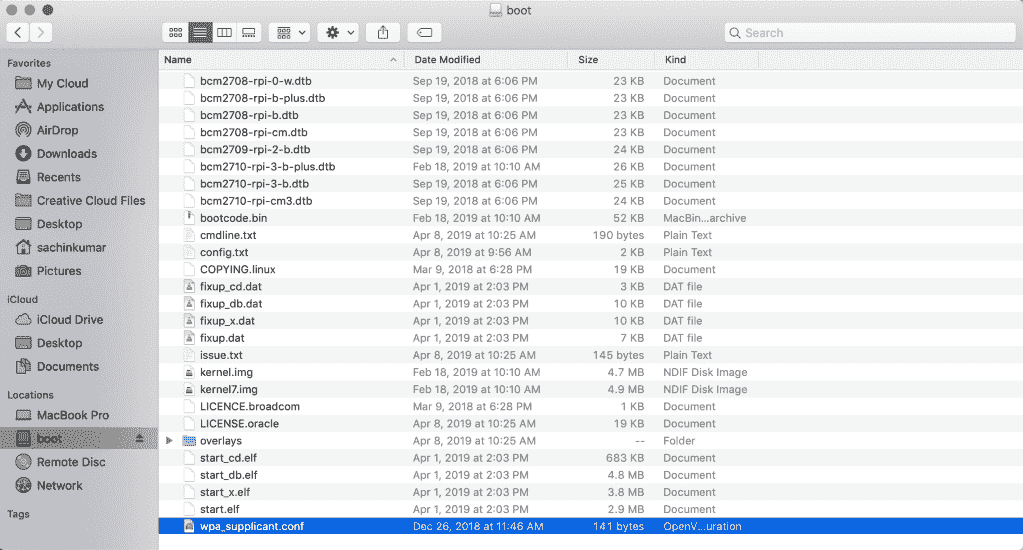 boot
Search
Favorites
My Cloud
Applications
AirDrop
Downloads
Recents
Creative Cloud Files
Desktop
sachinkumar
Pictures
iCloud
iCloud Drive
Desktop
Documents
Locations
MacBook Pro
boot
Remote Disc
Network
Tags
Name Date Modified Size Kind
bcm2708-rpi-0-w.dtb Sep 19, 2018 at 6:06 PM 23 KB Document
bcm2708-rpi-b-plus.dtb Sep 19, 2018 at 6:06 PM 23 KB Document
bcm2708-rpi-b.dtb Sep 19, 2018 at 6:06 PM 23 KB Document
bcm2708-rpi-cm.dtb Sep 19, 2018 at 6:06 PM 23 KB Document
bcm2709-rpi-2-b.dtb Sep 19, 2018 at 6:06 PM 24 KB Document
bcm2710-rpi-3-b-plus.dtb Feb 18, 2019 at 10:10 AM 26 KB Document
bcm2710-rpi-3-b.dtb Sep 19, 2018 at 6:06 PM 25 KB Document
bcm2710-rpi-cm3.dtb Sep 19, 2018 at 6:06 PM 24 KB Document
bootcode.bin Feb 18, 2019 at 10:10 AM 52 KB MacBin...archive
cmdline.txt Apr 8, 2019 at 10:25 AM 190 bytes Plain Text
config.txt Apr 8, 2019 at 9:56 AM 2 KB Plain Text
COPYING.linux Mar 9, 2018 at 6:28 PM 19 KB Document
fixup_cd.dat Apr 1, 2019 at 2:03 PM 3 KB DAT file
fixup_db.dat Apr 1, 2019 at 2:03 PM 10 KB DAT file
fixup_x.dat Apr 1, 2019 at 2:03 PM 10 KB DAT file
fixup.dat Apr 1, 2019 at 2:03 PM 7 KB DAT file
issue.txt Apr 8, 2019 at 10:25 AM 145 bytes Plain Text
kernel.img Feb 18, 2019 at 10:10 AM 4.7 MB NDIF Disk Image
kernel7.img Feb 18, 2019 at 10:10 AM 4.9 MB NDIF Disk Image
LICENCE.broadcom Mar 9, 2018 at 6:28 PM 1 KB Document
LICENSE.oracle Apr 8, 2019 at 10:25 AM 19 KB Document
overlays Apr 8, 2019 at 10:25 AM -- Folder
start_cd.elf Apr 1, 2019 at 2:03 PM 683 KB Document
start_db.elf Apr 1, 2019 at 2:03 PM 4.8 MB Document
start_x.elf Apr 1, 2019 at 2:03 PM 3.8 MB Document
start.elf Apr 1, 2019 at 2:03 PM 2.9 MB Document
wpa_supplicant.conf Dec 26, 2018 at 11:46 AM 141 bytes OpenV...uration